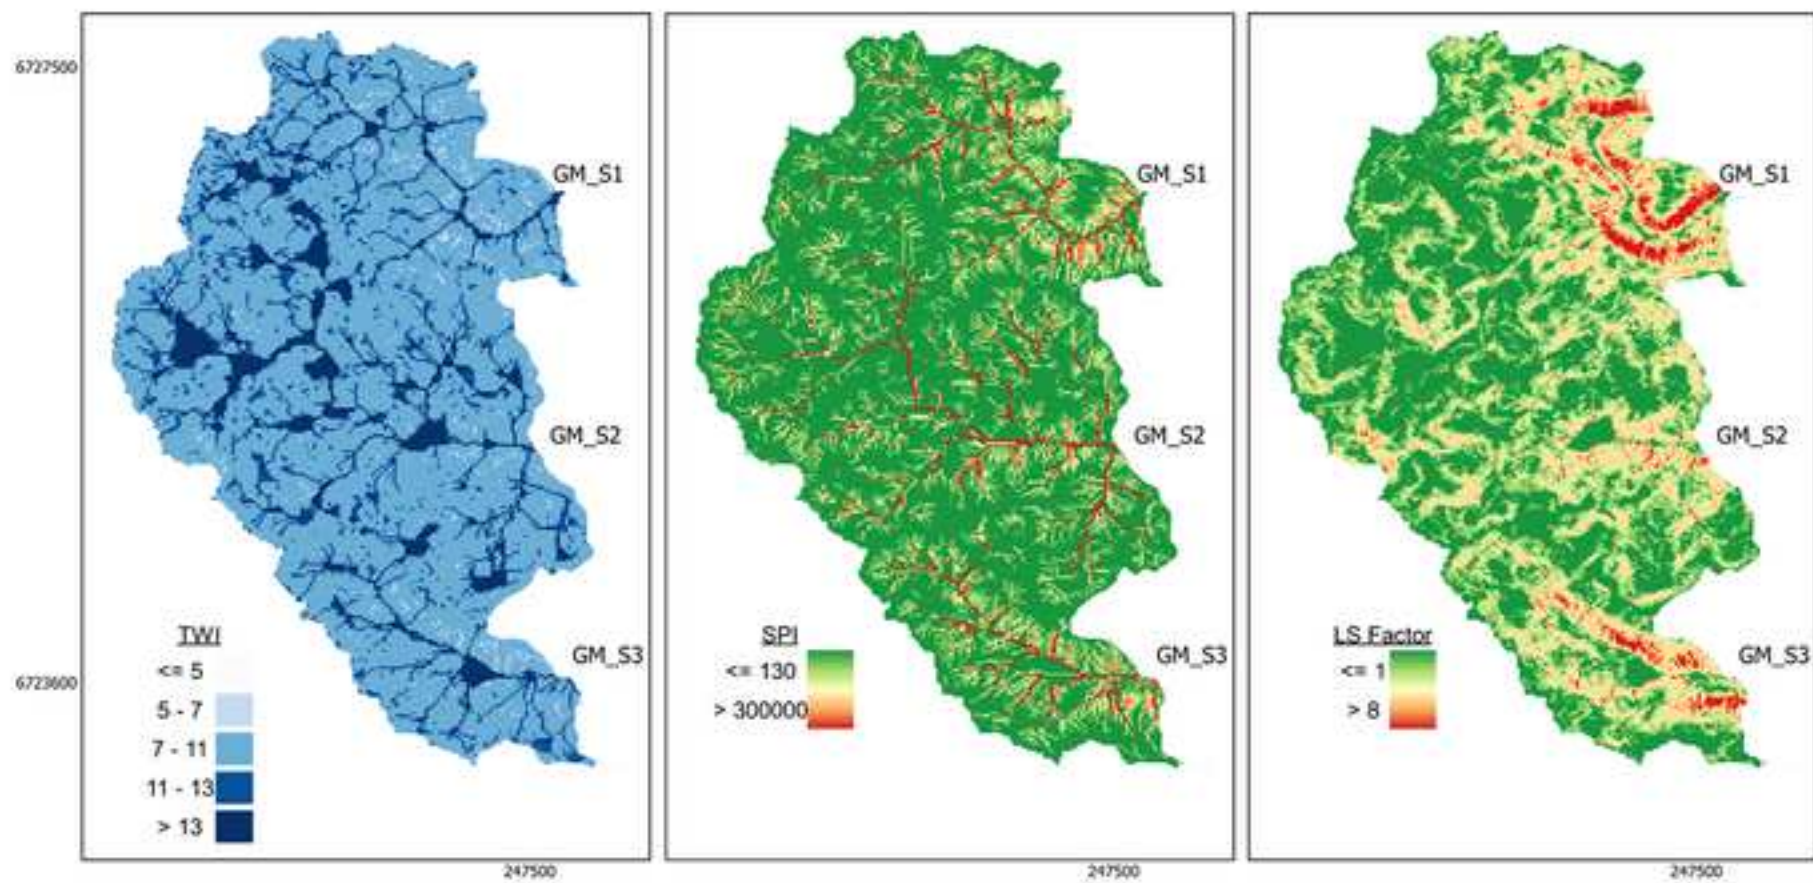 6727500
6723600
GM_S1
GM_S2
GM_S3
TWI
<= 5
5 - 7
7 - 11
11 - 13
> 13
247500
GM_S1
GM_S2
GM_S3
SPI
<= 130
> 300000
247500
GM_S1
GM_S2
GM_S3
LS Factor
<= 1
> 8
247500